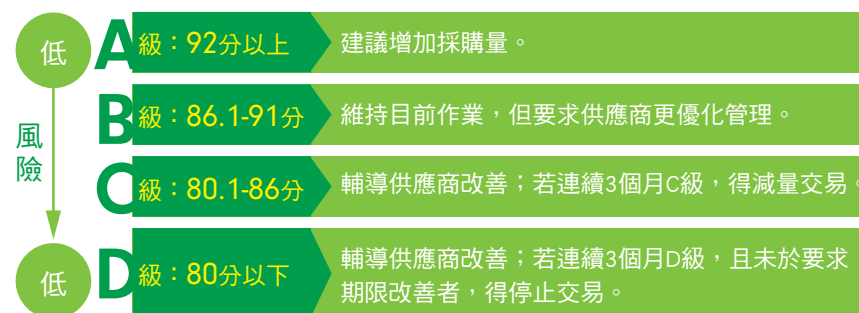 低
A級：92分以上
建議增加採購量。
B級：86.1-91分
維持目前作業，但要求供應商更優化管理。
風險
C級：80.1-86分
輔導供應商改善；若連續3個月C級，得減量交易。
低
D級：80分以下
輔導供應商改善；若連續3個月D級，且未於要求
期限改善者，得停止交易。